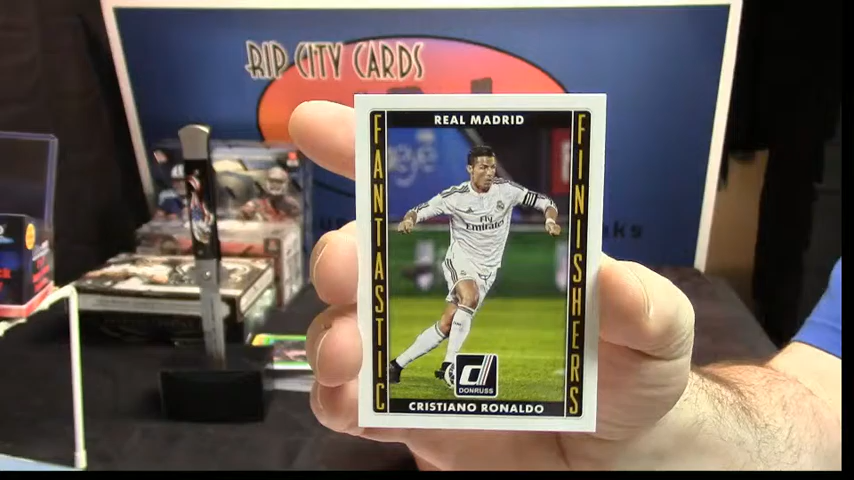 RIP CITY CARDS
REAL MADRID
FANTASTIC
FINISHERS
Fly
Emirates
DONRUSS
CRISTIANO RONALDO